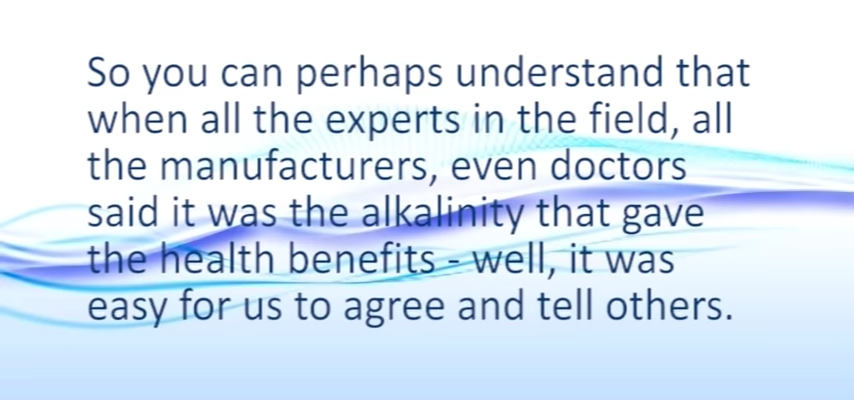 So you can perhaps understand that
when all the experts in the field, all
the manufacturers, even doctors
said it was the alkalinity that gave
the health benefits - well, it was
easy for us to agree and tell others.